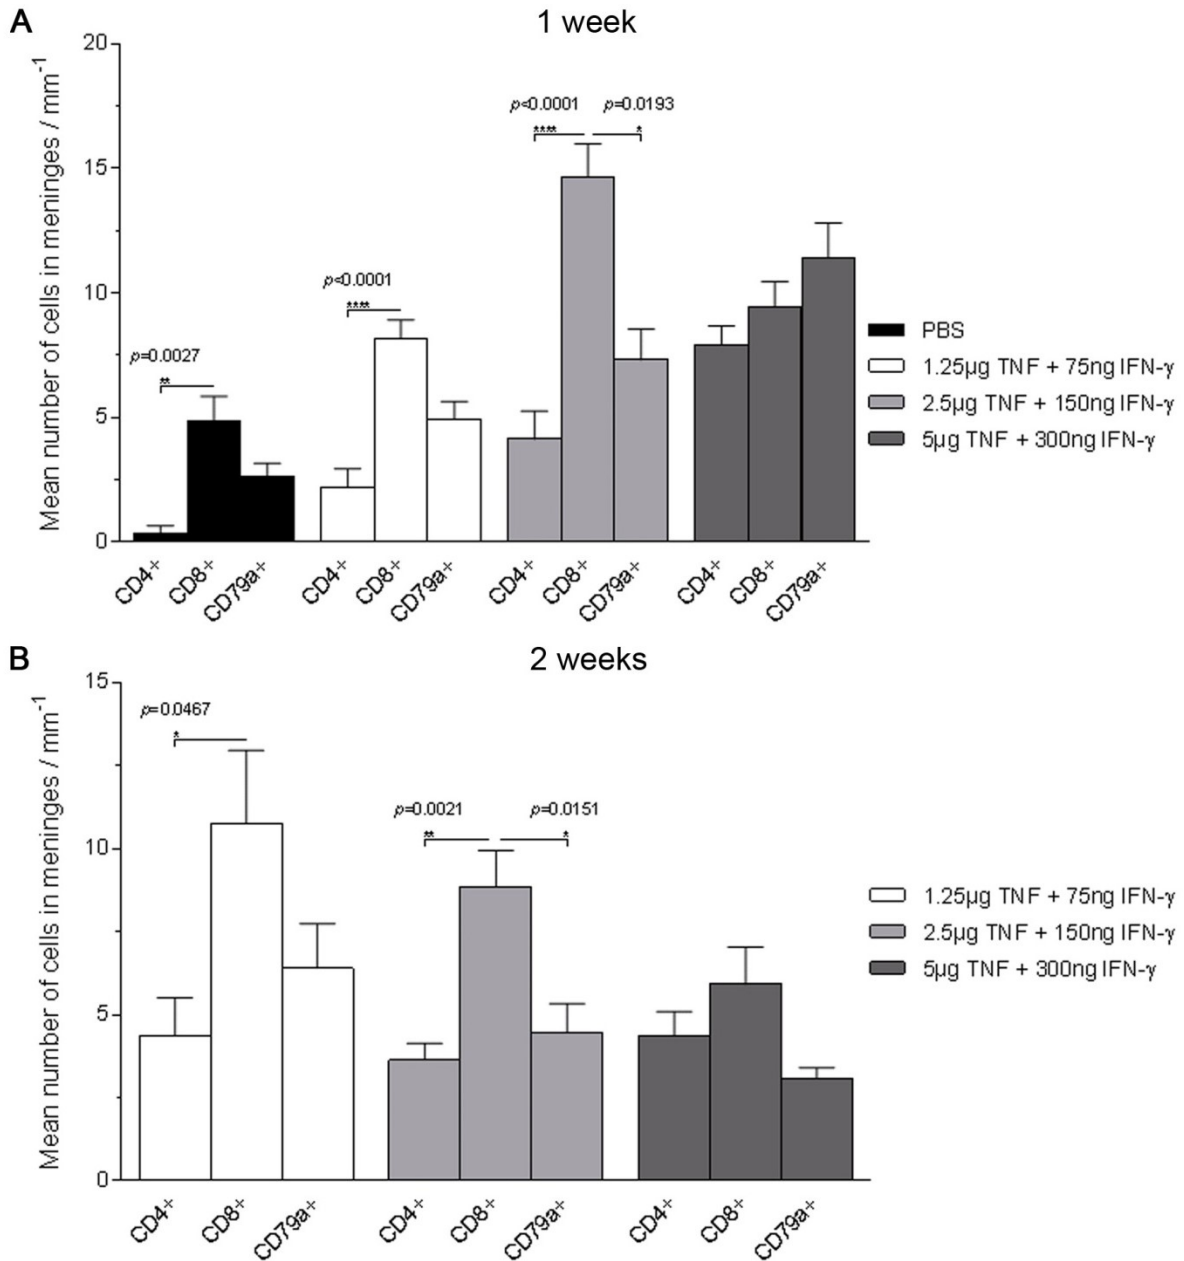 A
1 week
Mean number of cells in meninges / mm⁻¹
20
15
10
5
0
p=0.0027
**
p<0.0001
****
p<0.0001
****
p=0.0193
*
CD4+
CD8+
CD79a+
CD4+
CD8+
CD79a+
CD4+
CD8+
CD79a+
CD4+
CD8+
CD79a+
PBS
1.25µg TNF + 75ng IFN-γ
2.5µg TNF + 150ng IFN-γ
5µg TNF + 300ng IFN-γ
B
2 weeks
Mean number of cells in meninges / mm⁻¹
15
10
5
0
p=0.0467
*
p=0.0021
**
p=0.0151
*
CD4+
CD8+
CD79a+
CD4+
CD8+
CD79a+
CD4+
CD8+
CD79a+
1.25µg TNF + 75ng IFN-γ
2.5µg TNF + 150ng IFN-γ
5µg TNF + 300ng IFN-γ